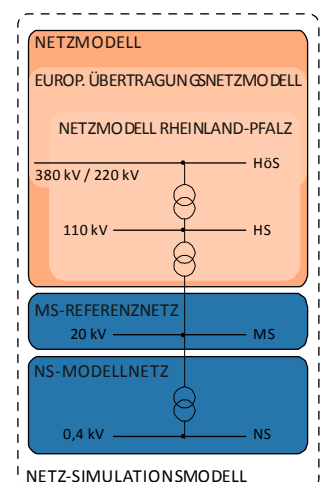 NETZMODELL
EUROP. ÜBERTRAGUNGSNETZMODELL
NETZMODELL RHEINLAND-PFALZ
HöS
380 kV / 220 kV
110 kV HS
MS-REFERENZNETZ
20 kV MS
NS-MODELLNETZ
0,4 kV NS
NETZ-SIMULATIONSMODELL